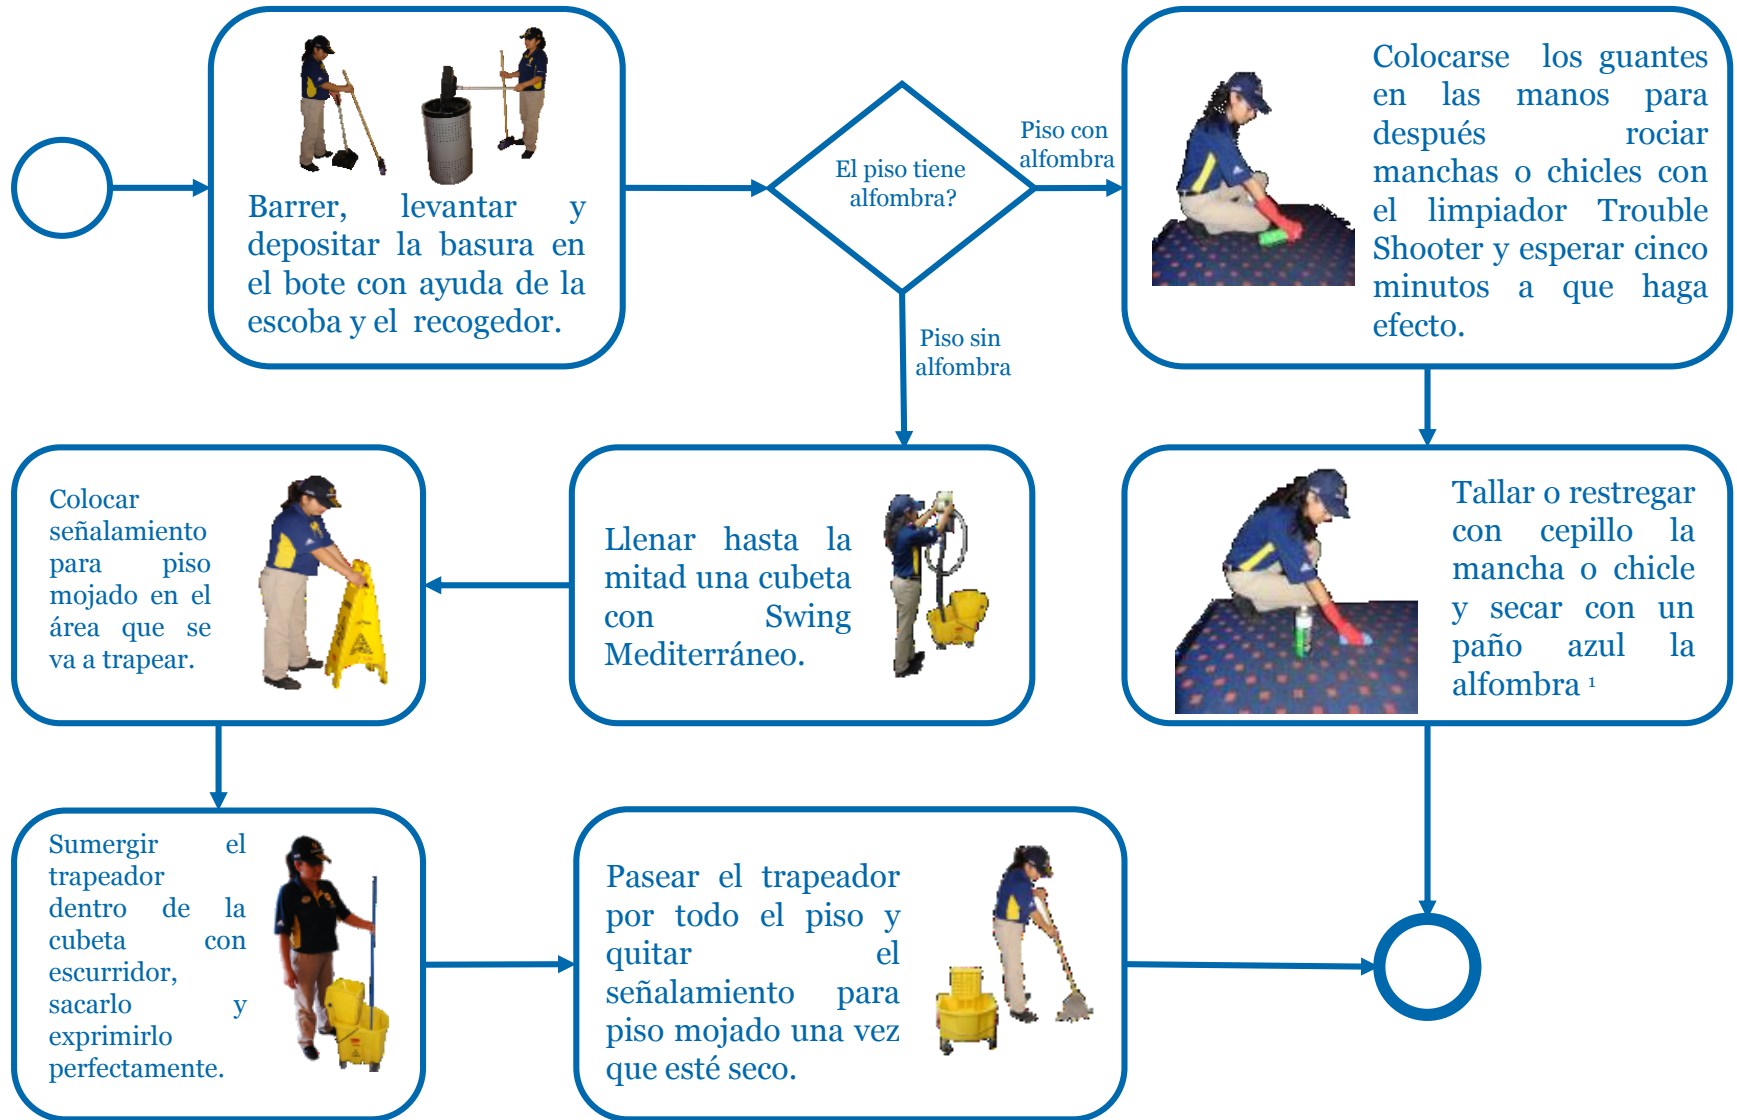 Barrer, levantar y
depositar la basura en
el bote con ayuda de la
escoba y el recogedor.
El piso tiene
alfombra?
Piso con
alfombra
Colocarse los guantes
en las manos para
después rociar
manchas o chicles con
el limpiador Trouble
Shooter y esperar cinco
minutos a que haga
efecto.
Piso sin
alfombra
Colocar
señalamiento
para piso
mojado en el
área que se
va a trapear.
Llenar hasta la
mitad una cubeta
con Swing
Mediterráneo.
Tallar o restregar
con cepillo la
mancha o chicle
y secar con un
paño azul la
alfombra ¹
Sumergir el
trapeador
dentro de la
cubeta con
escurridor,
sacarlo y
exprimirlo
perfectamente.
Pasear el trapeador
por todo el piso y
quitar el
señalamiento para
piso mojado una vez
que esté seco.